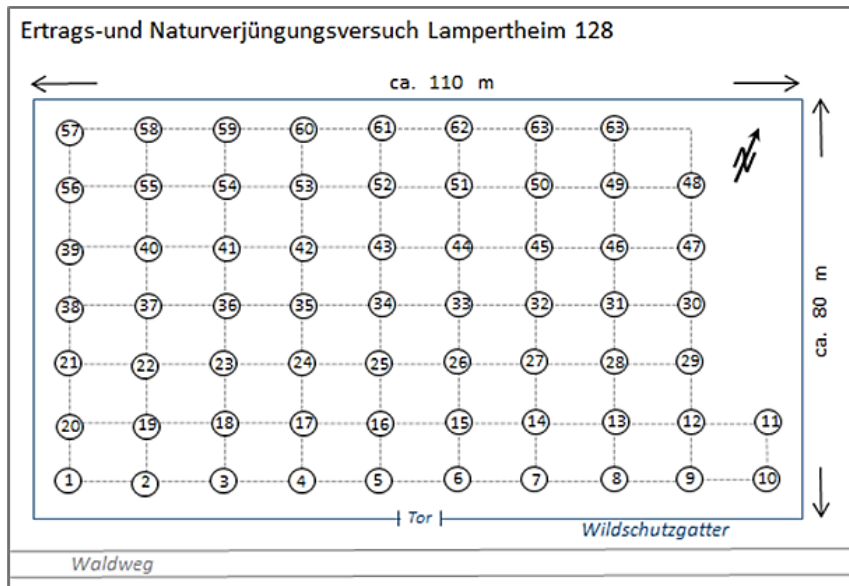 Ertrags-und Naturverjüngungsversuch Lampertheim 128
ca. 110 m
57 58 59 60 61 62 63 63
N
56 55 54 53 52 51 50 49 48
39 40 41 42 43 44 45 46 47
ca. 80 m
38 37 36 35 34 33 32 31 30
21 22 23 24 25 26 27 28 29
20 19 18 17 16 15 14 13 12 11
1 2 3 4 5 6 7 8 9 10
Tor
Wildschutzgatter
Waldweg